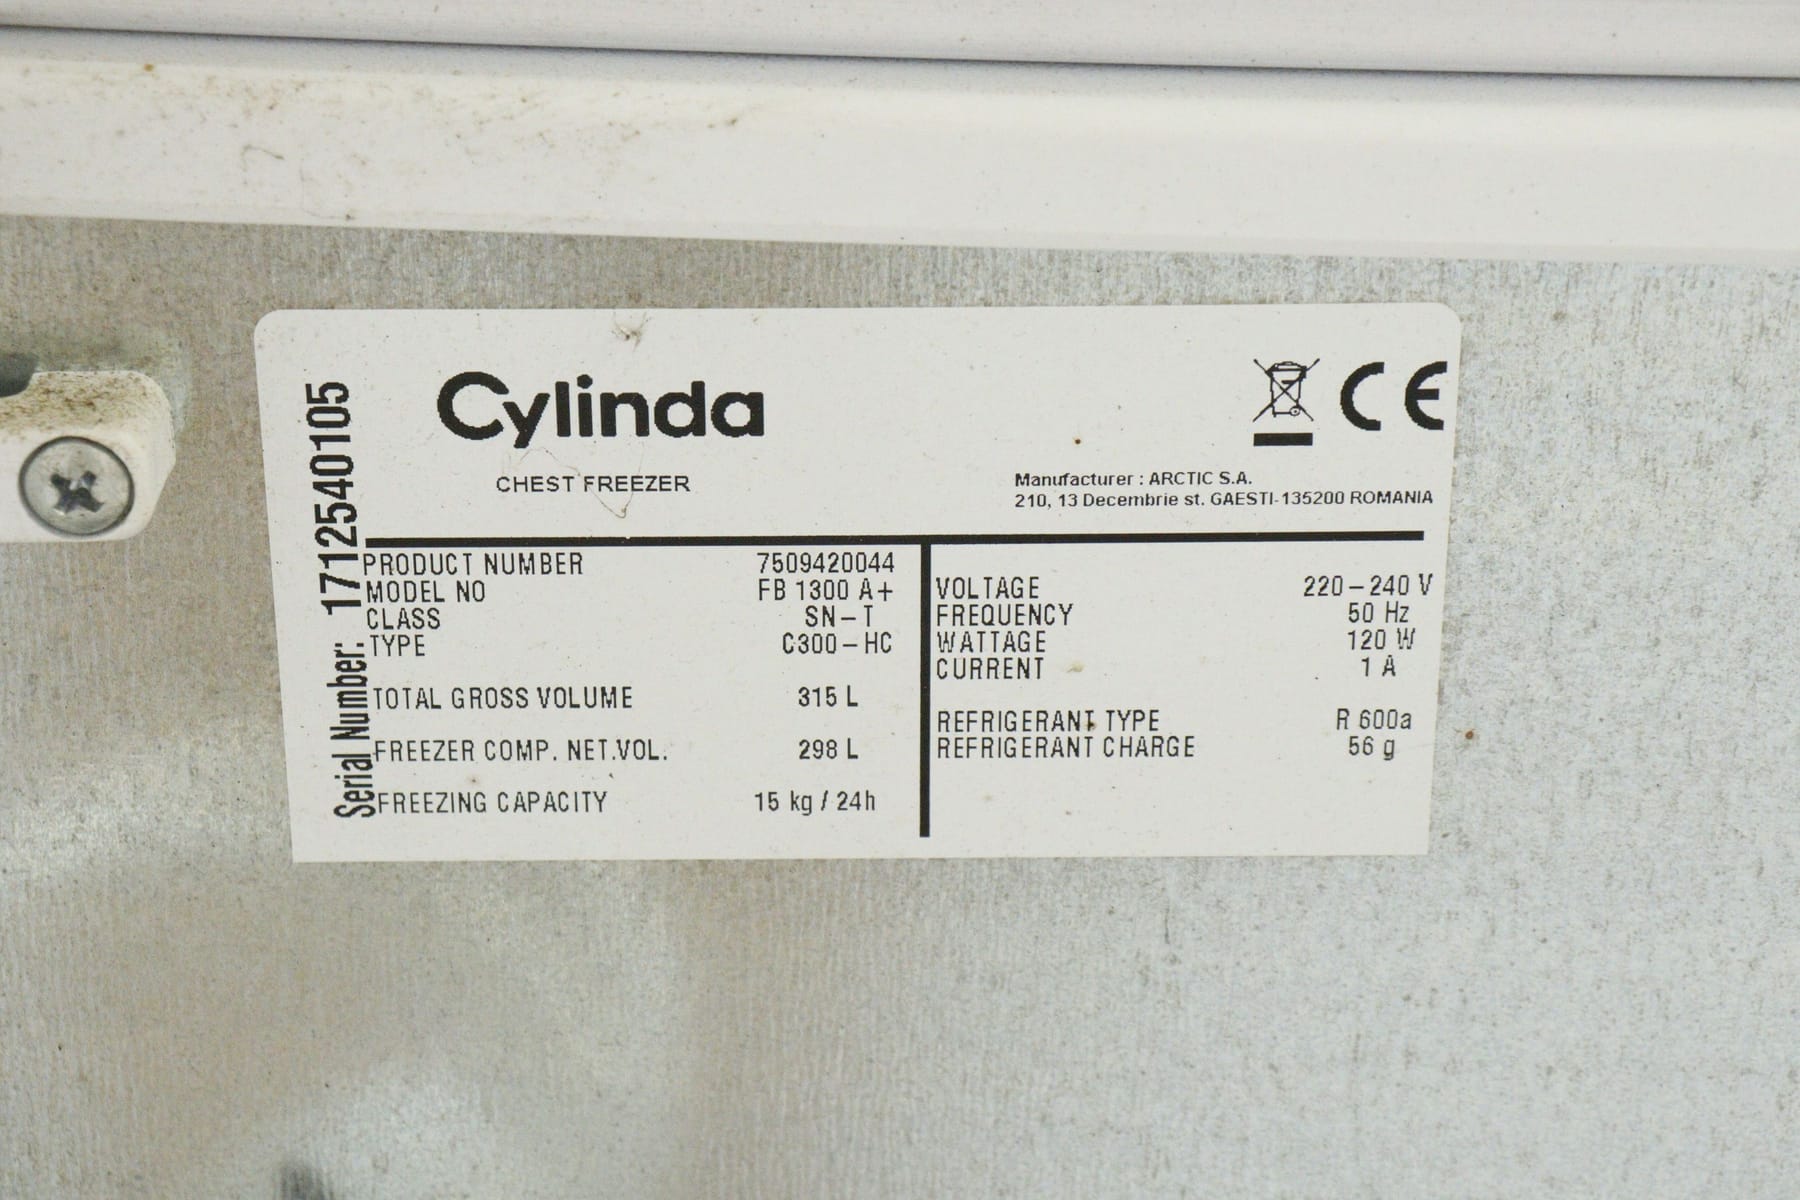 Cylinda
CE
CHEST FREEZER
Manufacturer : ARCTIC S.A.
210, 13 Decembrie st. GAESTI-135200 ROMANIA
Serial Number: 1712540105
PRODUCT NUMBER 7509420044
MODEL NO FB 1300 A+
CLASS SN-T
TYPE C300-HC
TOTAL GROSS VOLUME 315 L
FREEZER COMP. NET.VOL. 298 L
FREEZING CAPACITY 15 kg / 24h
VOLTAGE 220-240 V
FREQUENCY 50 Hz
WATTAGE 120 W
CURRENT 1 A
REFRIGERANT TYPE R 600a
REFRIGERANT CHARGE 56 g